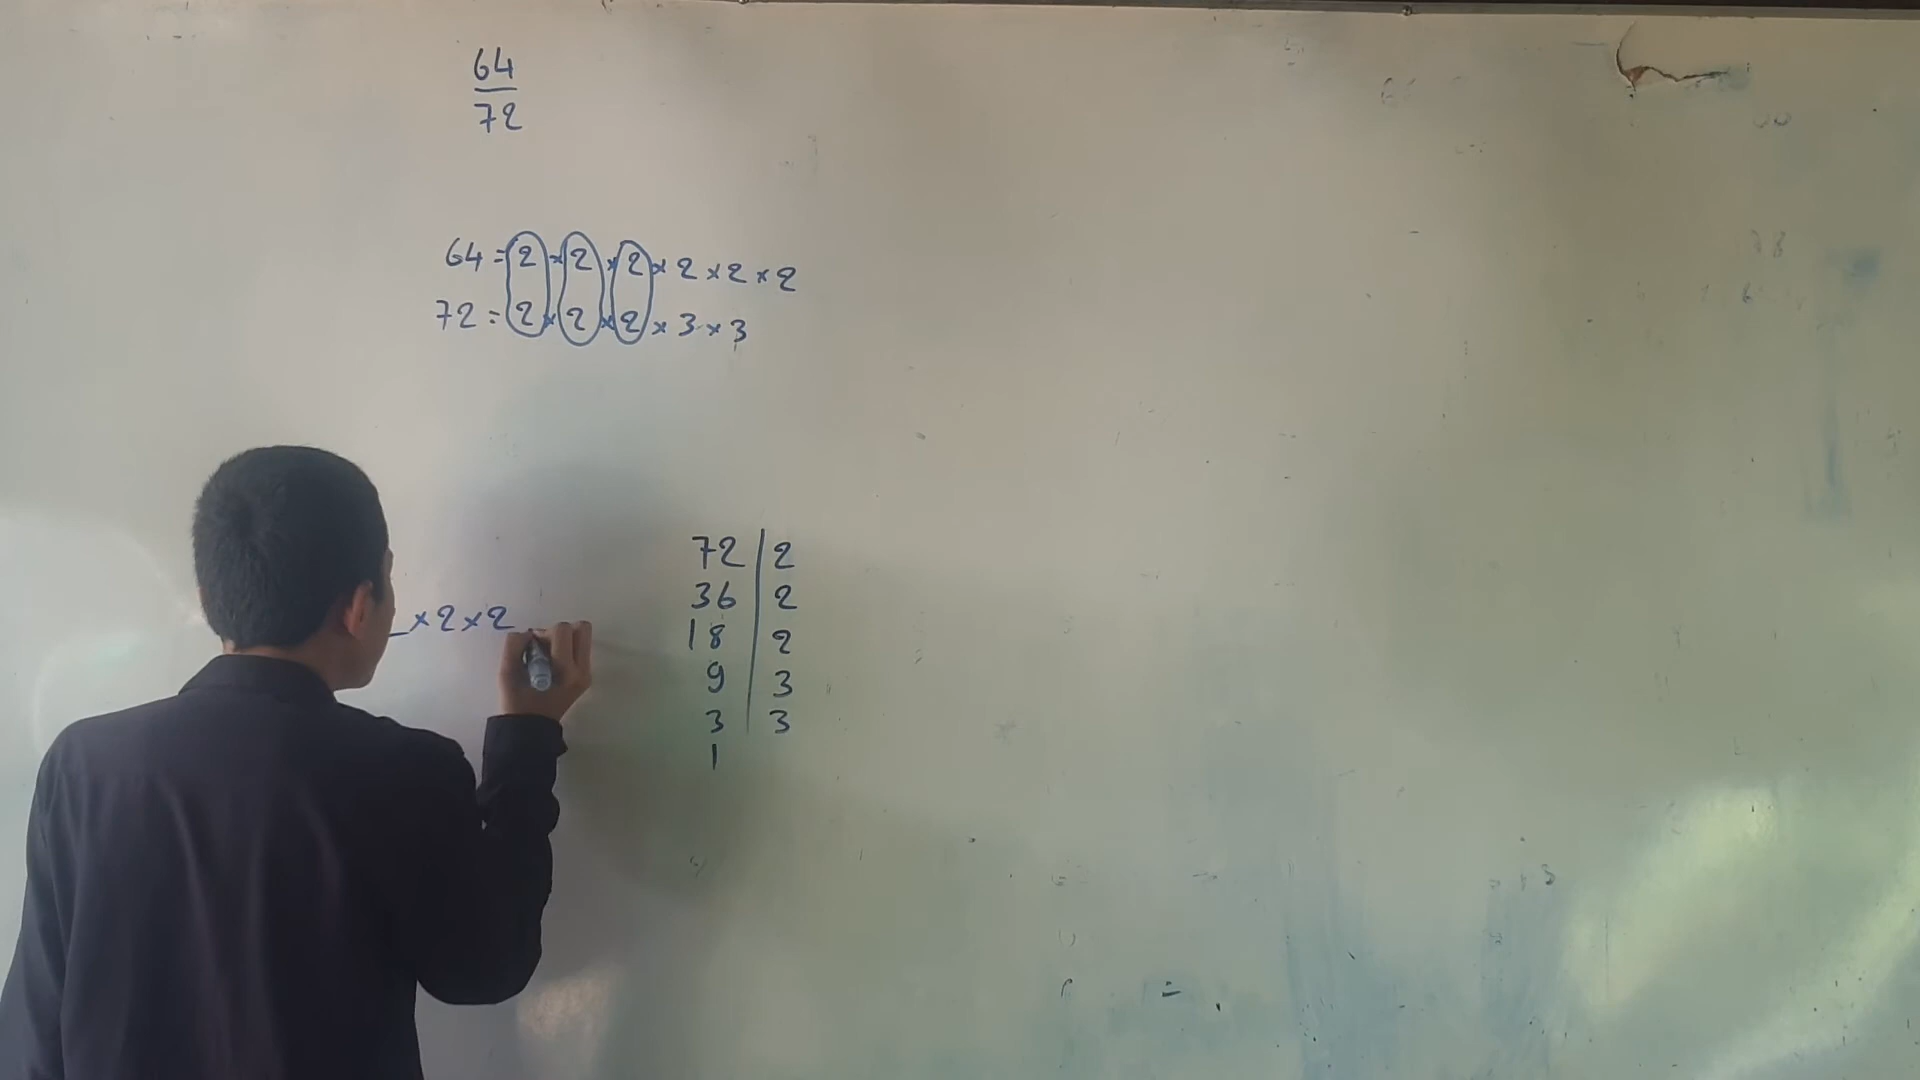 64
72
64 = 2 × 2 × 2 × 2 × 2 × 2
72 = 2 × 2 × 2 × 3 × 3
× 2 × 2
72 | 2
36 | 2
18 | 2
9 | 3
3 | 3
1